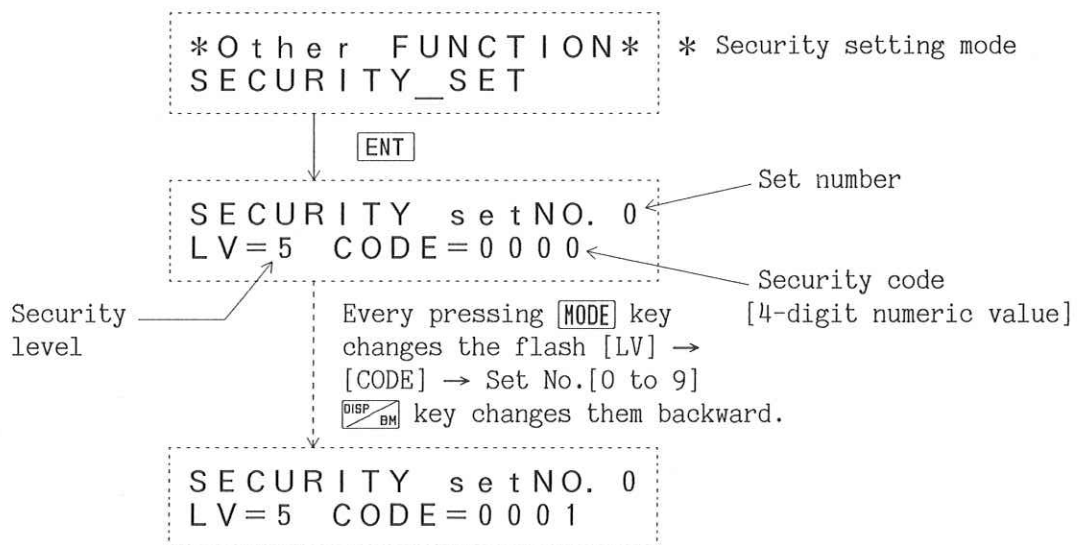 *Other FUNCTION* * Security setting mode
SECURITY_SET
ENT
Set number
SECURITY setNO. 0
LV=5 CODE=0000
Security code
[4-digit numeric value]
Security
level
Every pressing MODE key
changes the flash [LV] →
[CODE] → Set No.[0 to 9]
DISP/BM key changes them backward.
SECURITY setNO. 0
LV=5 CODE=0001